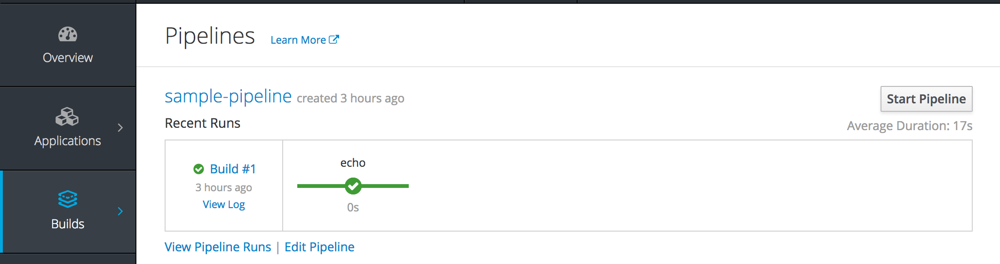 Overview
Applications
Builds
Pipelines Learn More
sample-pipeline created 3 hours ago
Start Pipeline
Recent Runs
Average Duration: 17s
Build #1
3 hours ago
View Log
echo
0s
View Pipeline Runs | Edit Pipeline